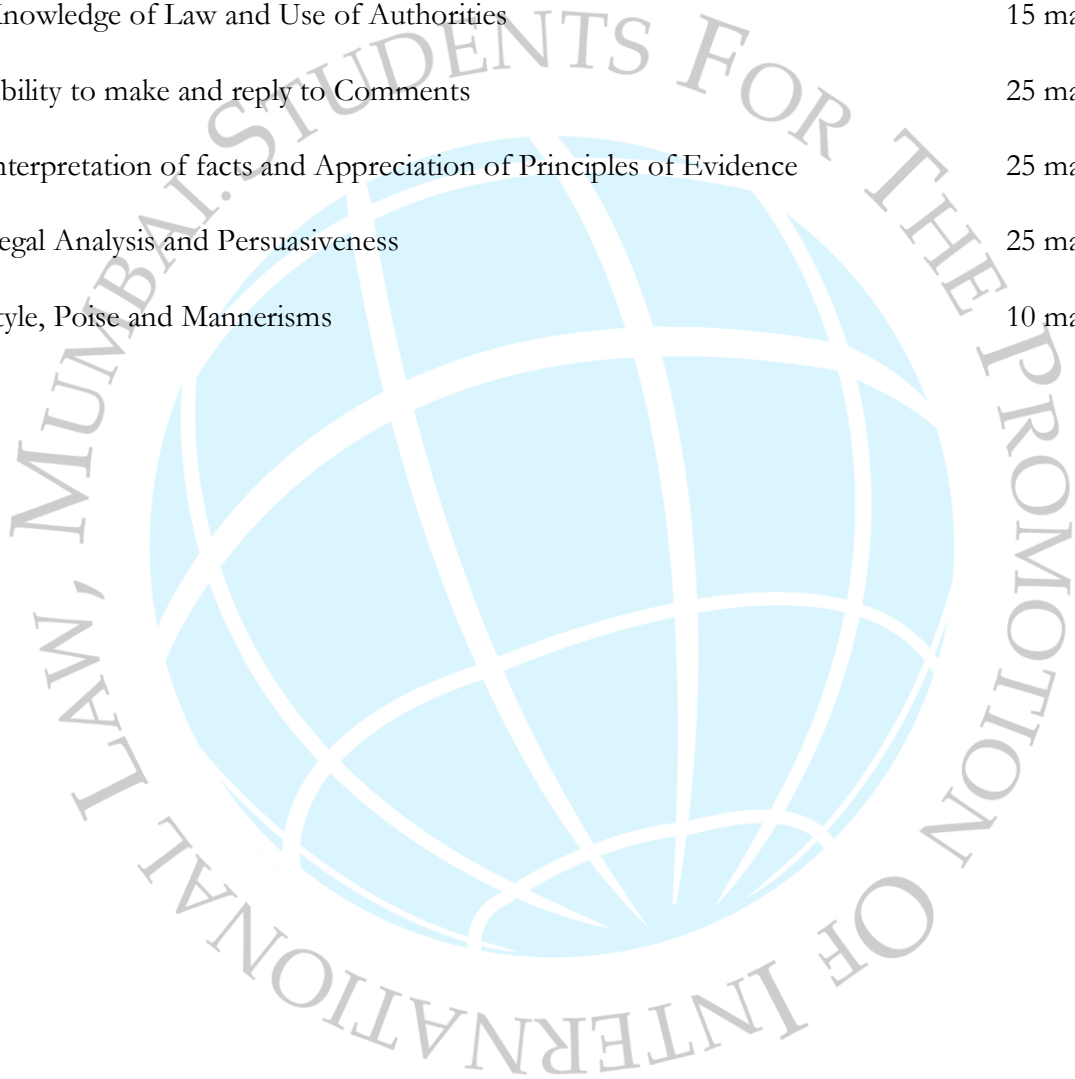 nowledge of Law and Use of Authorities 15 ma
bility to make and reply to Comments 25 ma
nterpretation of facts and Appreciation of Principles of Evidence 25 ma
egal Analysis and Persuasiveness 25 ma
tyle, Poise and Mannerisms 10 ma
STUDENTS FOR THE PROMOTION OF INTERNATIONAL LAW, MUMBAI.